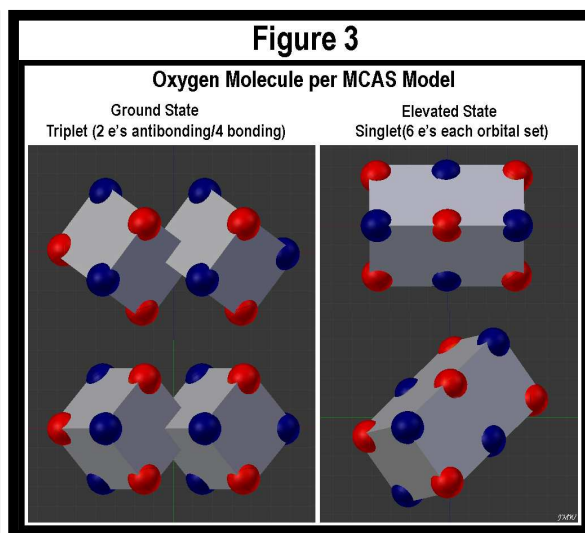 Figure 3
Oxygen Molecule per MCAS Model
Ground State
Triplet (2 e's antibonding/4 bonding)
Elevated State
Singlet(6 e's each orbital set)
JMW